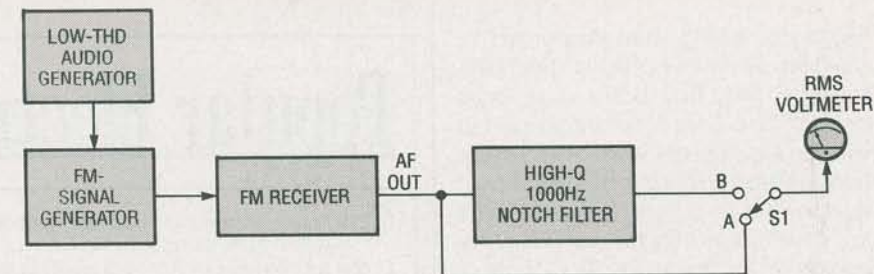 LOW-THD
AUDIO
GENERATOR
FM-
SIGNAL
GENERATOR
FM RECEIVER
AF
OUT
HIGH-Q
1000Hz
NOTCH FILTER
B
A
S1
RMS
VOLTMETER